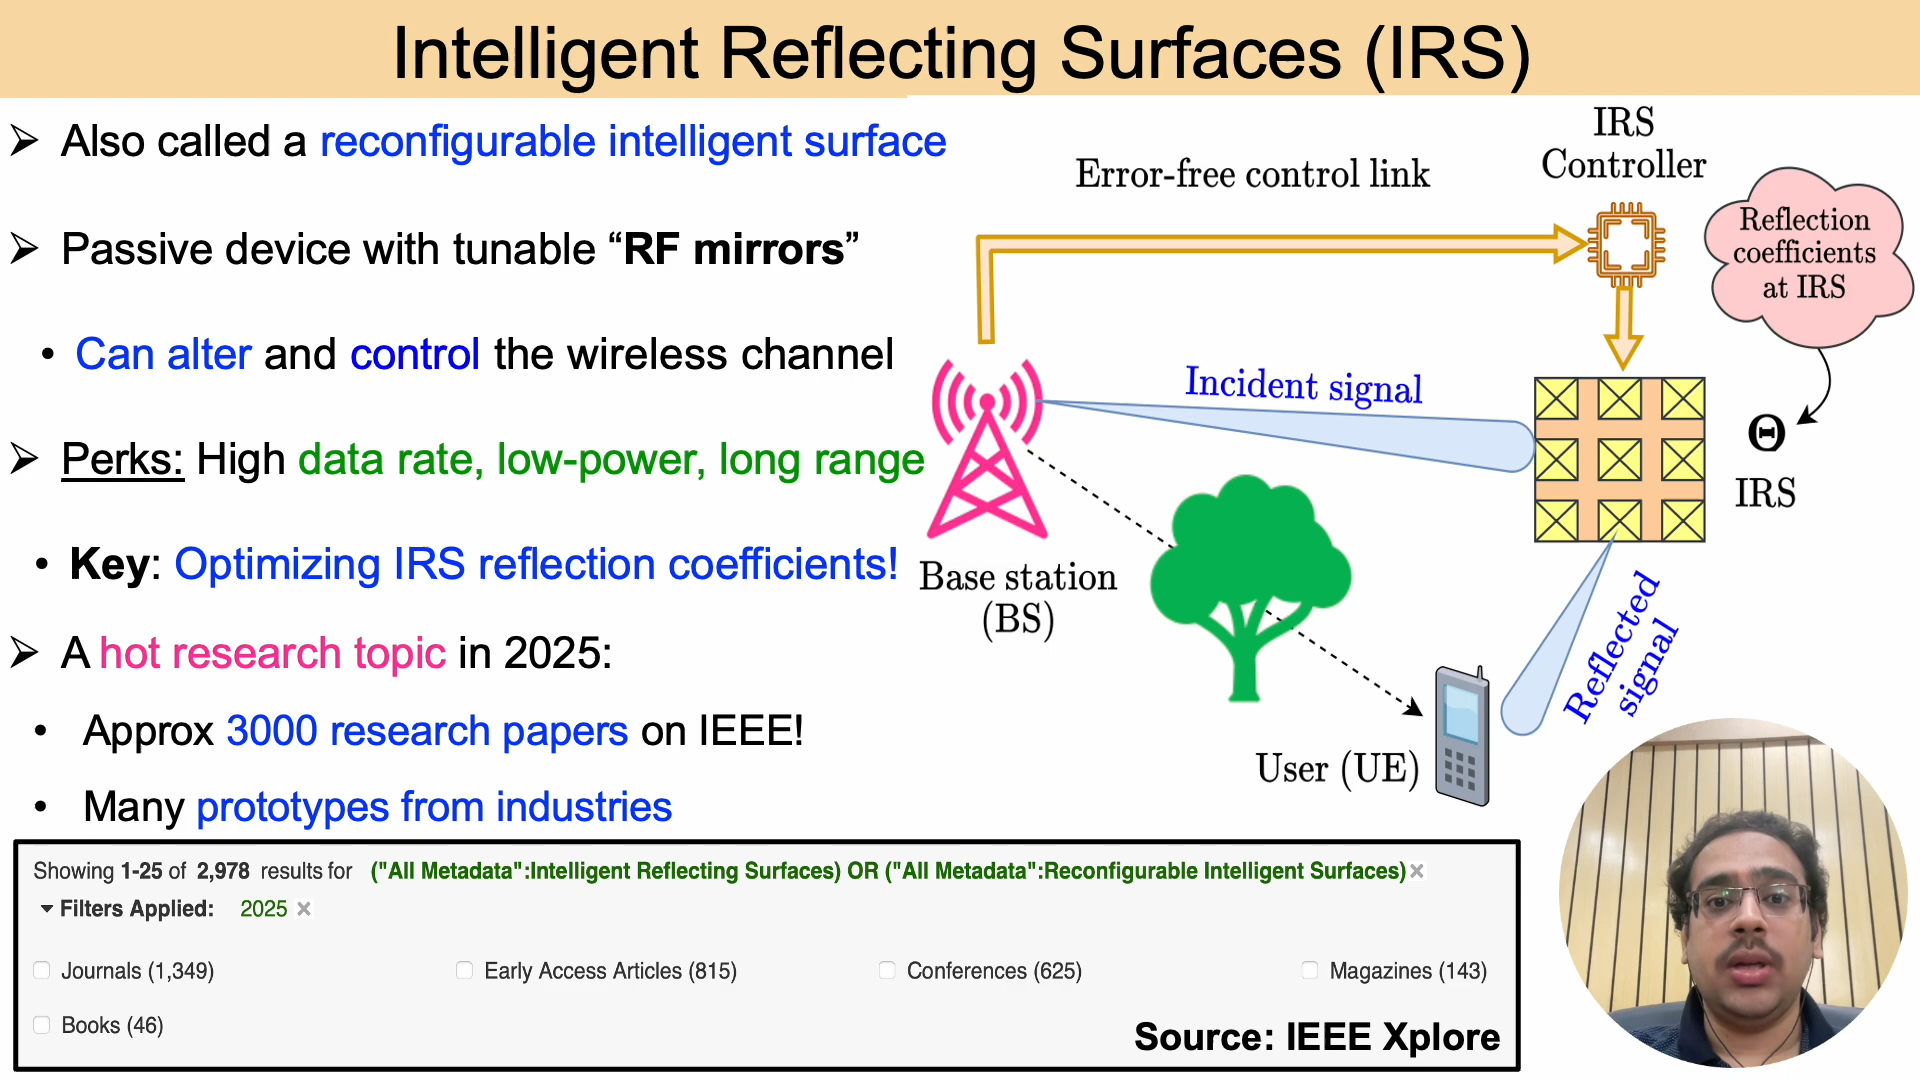 Intelligent Reflecting Surfaces (IRS)
➢ Also called a reconfigurable intelligent surface
➢ Passive device with tunable “RF mirrors”
• Can alter and control the wireless channel
➢ Perks: High data rate, low-power, long range
• Key: Optimizing IRS reflection coefficients!
➢ A hot research topic in 2025:
• Approx 3000 research papers on IEEE!
• Many prototypes from industries
Error-free control link
IRS
Controller
Reflection
coefficients
at IRS
Incident signal
Θ
IRS
Base station
(BS)
Reflected
signal
User (UE)
Showing 1-25 of 2,978 results for ("All Metadata":Intelligent Reflecting Surfaces) OR ("All Metadata":Reconfigurable Intelligent Surfaces) ×
Filters Applied: 2025 ×
Journals (1,349) Early Access Articles (815) Conferences (625) Magazines (143)
Books (46)
Source: IEEE Xplore